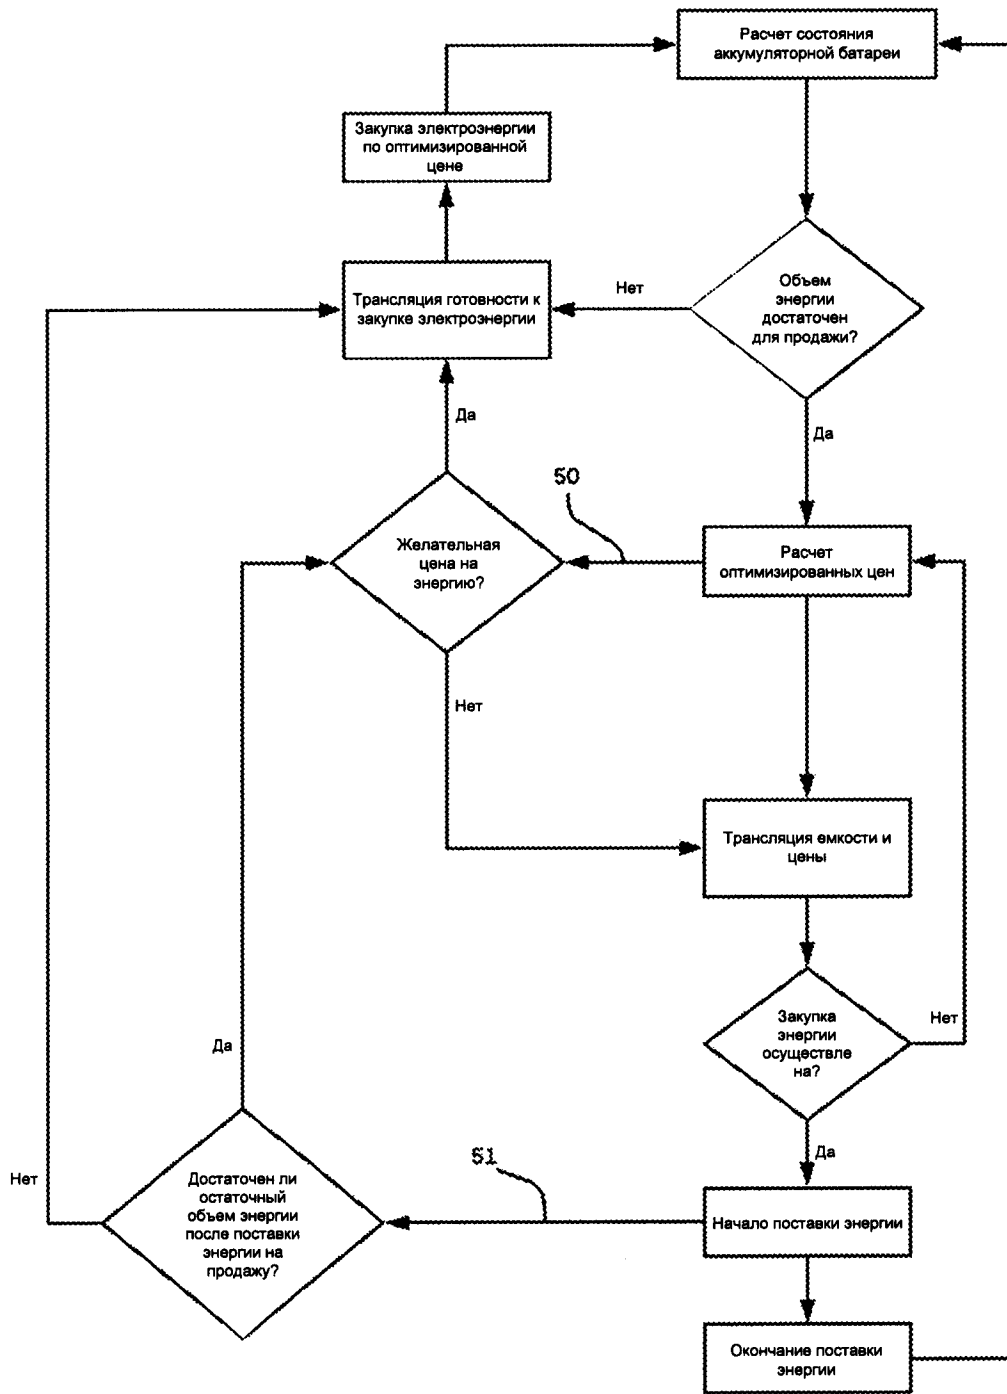 Расчет состояния
аккумуляторной батареи
Закупка электроэнергии
по оптимизированной
цене
Трансляция готовности к
закупке электроэнергии
Нет
Объем
энергии
достаточен
для продажи?
Да
Да
50
Желательная
цена на
энергию?
Расчет
оптимизированных цен
Нет
Трансляция емкости и
цены
Закупка
энергии
осуществле
на?
Нет
Да
Да
51
Нет
Достаточен ли
остаточный
объем энергии
после поставки
энергии на
продажу?
Начало поставки энергии
Окончание поставки
энергии